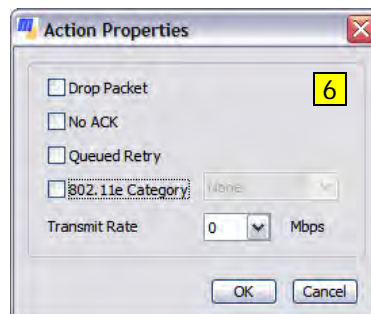 Action Properties
Drop Packet
6
No ACK
Queued Retry
802.11e Category None
Transmit Rate 0 Mbps
OK Cancel